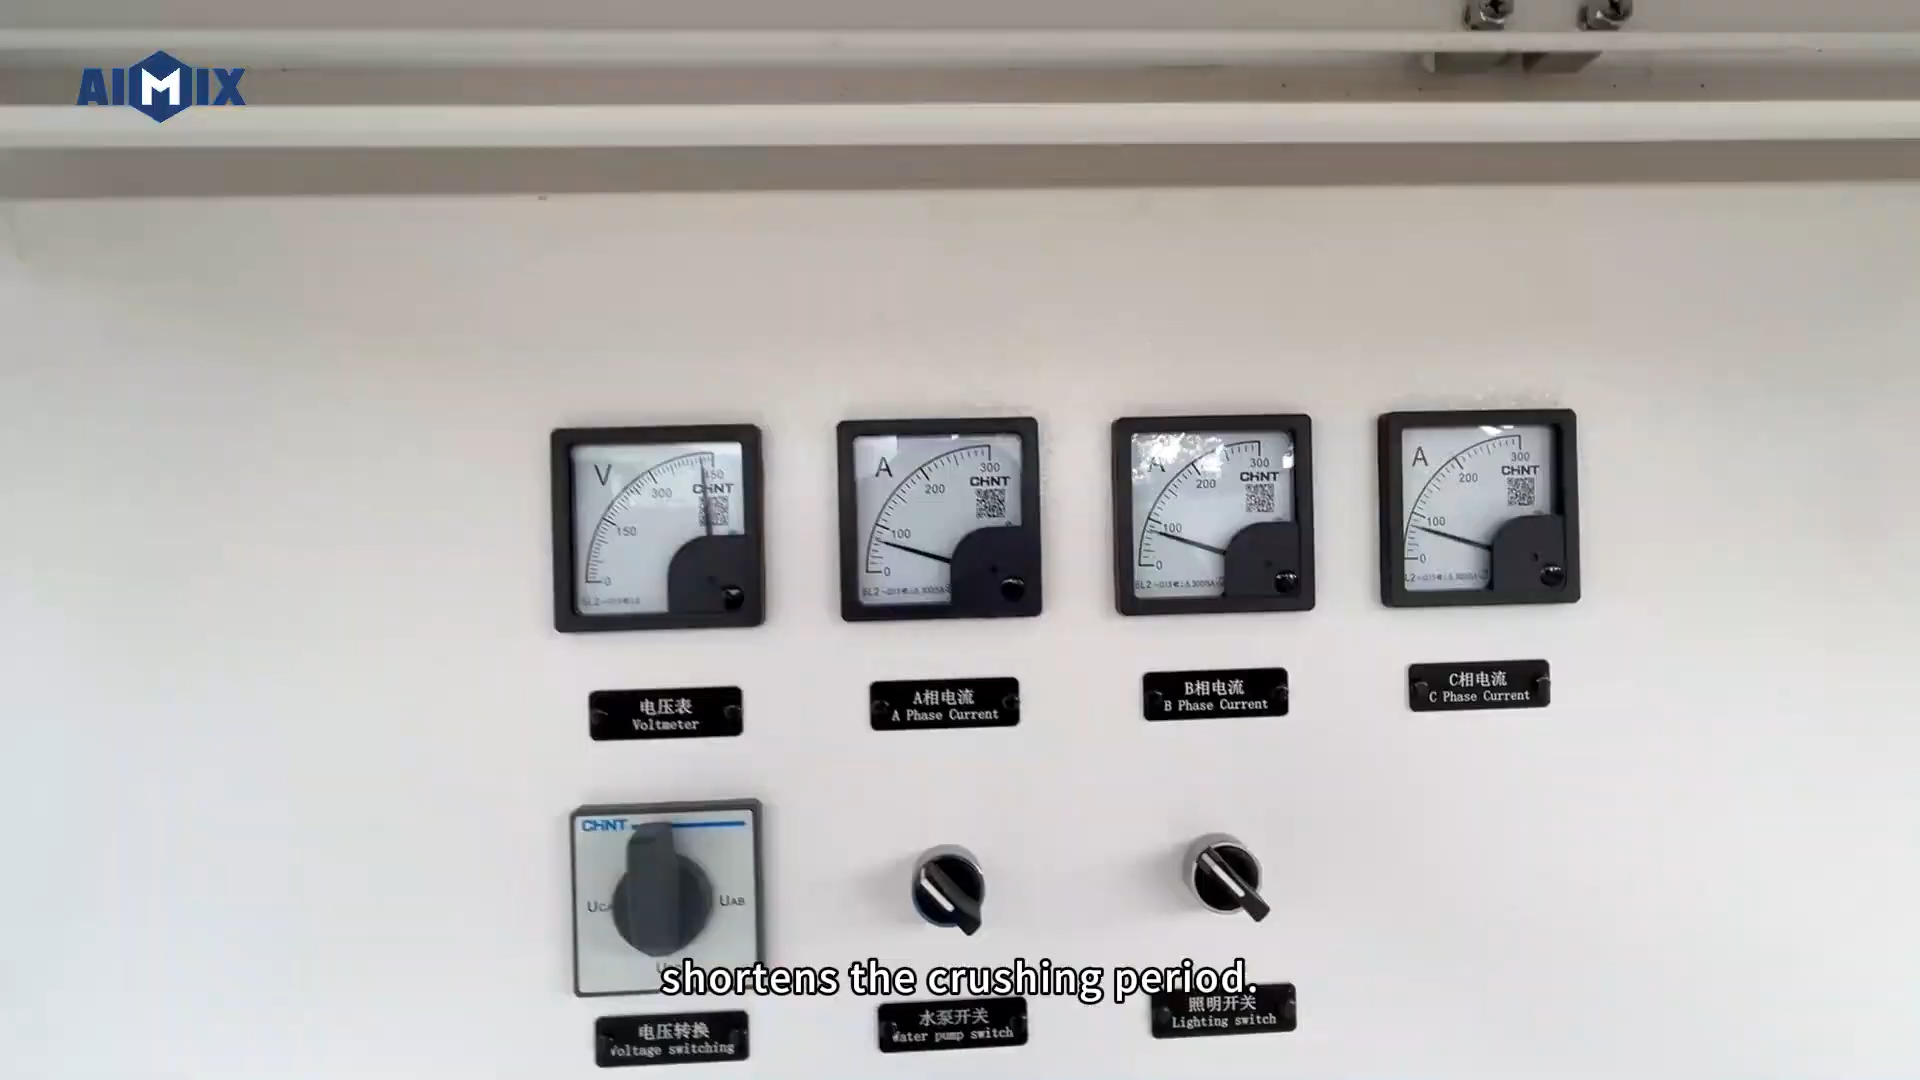 AIMIX
V
150
300
450
CHNT
0
A
300
200
CHNT
100
0
A
300
200
CHNT
100
0
A
300
200
CHNT
100
0
电压表
Voltmeter
A相电流
A Phase Current
B相电流
B Phase Current
C相电流
C Phase Current
CHNT
UCA
UAB
shortens the crushing period.
电压转换
Voltage switching
水泵开关
Water pump switch
照明开关
Lighting switch